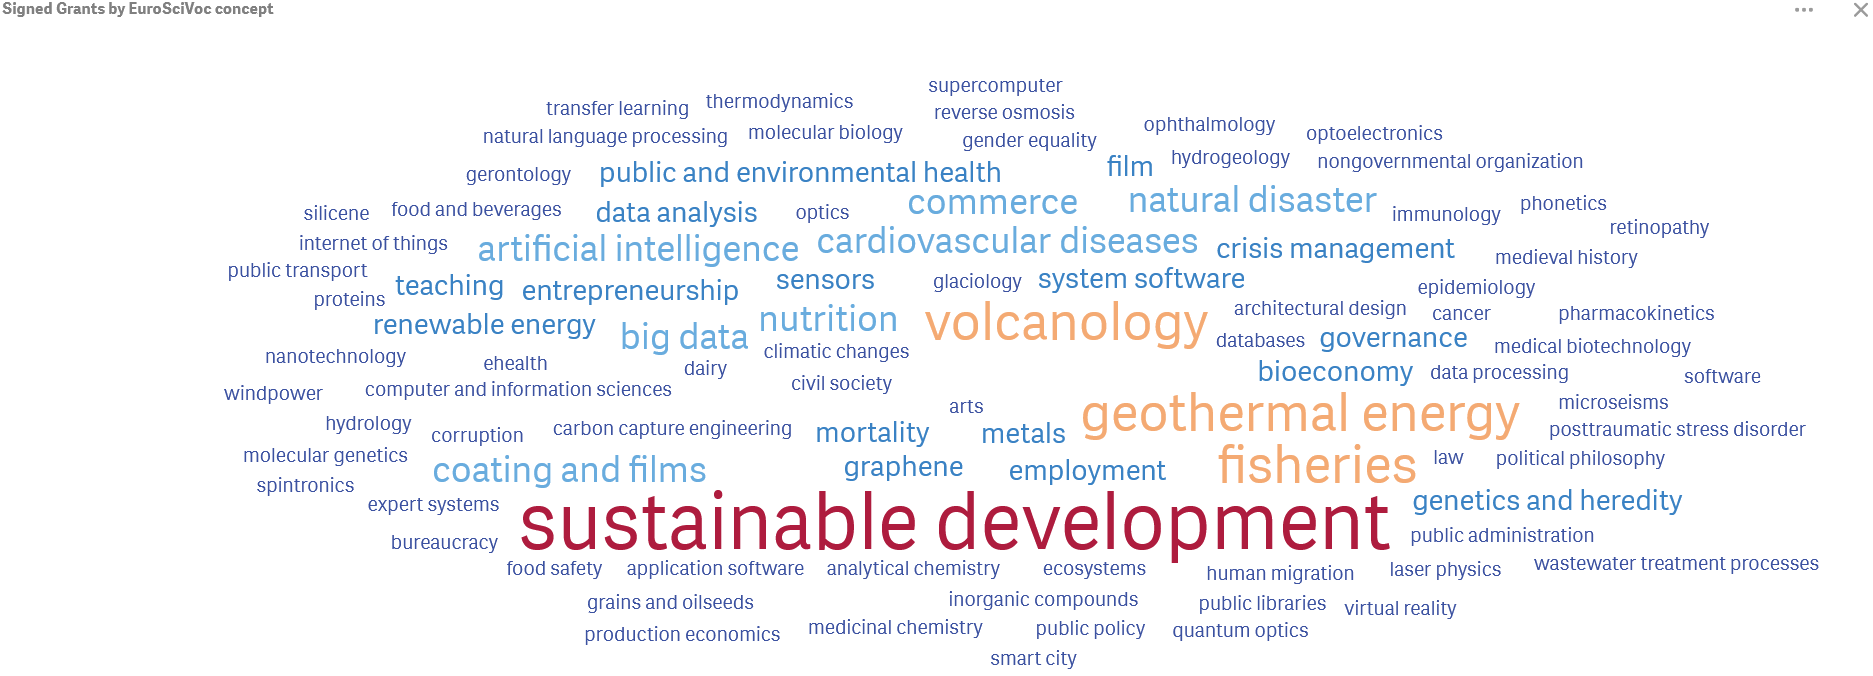 Signed Grants by EuroSciVoc concept
supercomputer
transfer learning
thermodynamics
reverse osmosis
natural language processing
molecular biology
gender equality
ophthalmology
optoelectronics
gerontology
public and environmental health
film
hydrogeology
nongovernmental organization
silicene
food and beverages
data analysis
optics
commerce
natural disaster
immunology
phonetics
retinopathy
internet of things
artificial intelligence
cardiovascular diseases
crisis management
medieval history
public transport
proteins
teaching
entrepreneurship
sensors
glaciology
system software
epidemiology
renewable energy
big data
nutrition
volcanology
architectural design
cancer
pharmacokinetics
databases
governance
medical biotechnology
nanotechnology
ehealth
dairy
climatic changes
bioeconomy
data processing
software
windpower
computer and information sciences
civil society
arts
geothermal energy
microseisms
hydrology
corruption
carbon capture engineering
mortality
metals
posttraumatic stress disorder
molecular genetics
coating and films
graphene
employment
fisheries
law
political philosophy
spintronics
expert systems
sustainable development
genetics and heredity
bureaucracy
public administration
food safety
application software
analytical chemistry
ecosystems
human migration
laser physics
wastewater treatment processes
grains and oilseeds
inorganic compounds
public libraries
virtual reality
production economics
medicinal chemistry
public policy
quantum optics
smart city